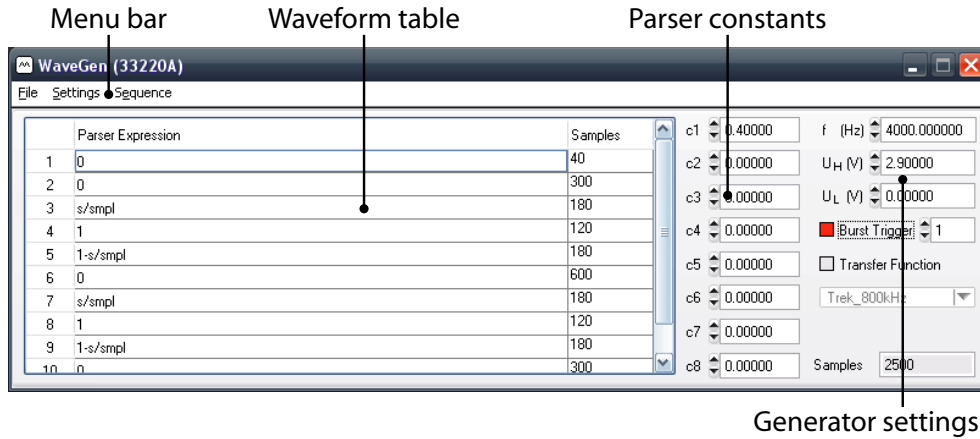 Menu bar Waveform table Parser constants
WaveGen (33220A)
File Settings Sequence
Parser Expression Samples
1 0 40
2 0 300
3 s/smpl 180
4 1 120
5 1-s/smpl 180
6 0 600
7 s/smpl 180
8 1 120
9 1-s/smpl 180
10 0 300
c1 0.40000
c2 0.00000
c3 0.00000
c4 0.00000
c5 0.00000
c6 0.00000
c7 0.00000
c8 0.00000
f (Hz) 4000.000000
UH (V) 2.90000
UL (V) 0.00000
Burst Trigger 1
Transfer Function
Trek_800kHz
Samples 2500
Generator settings